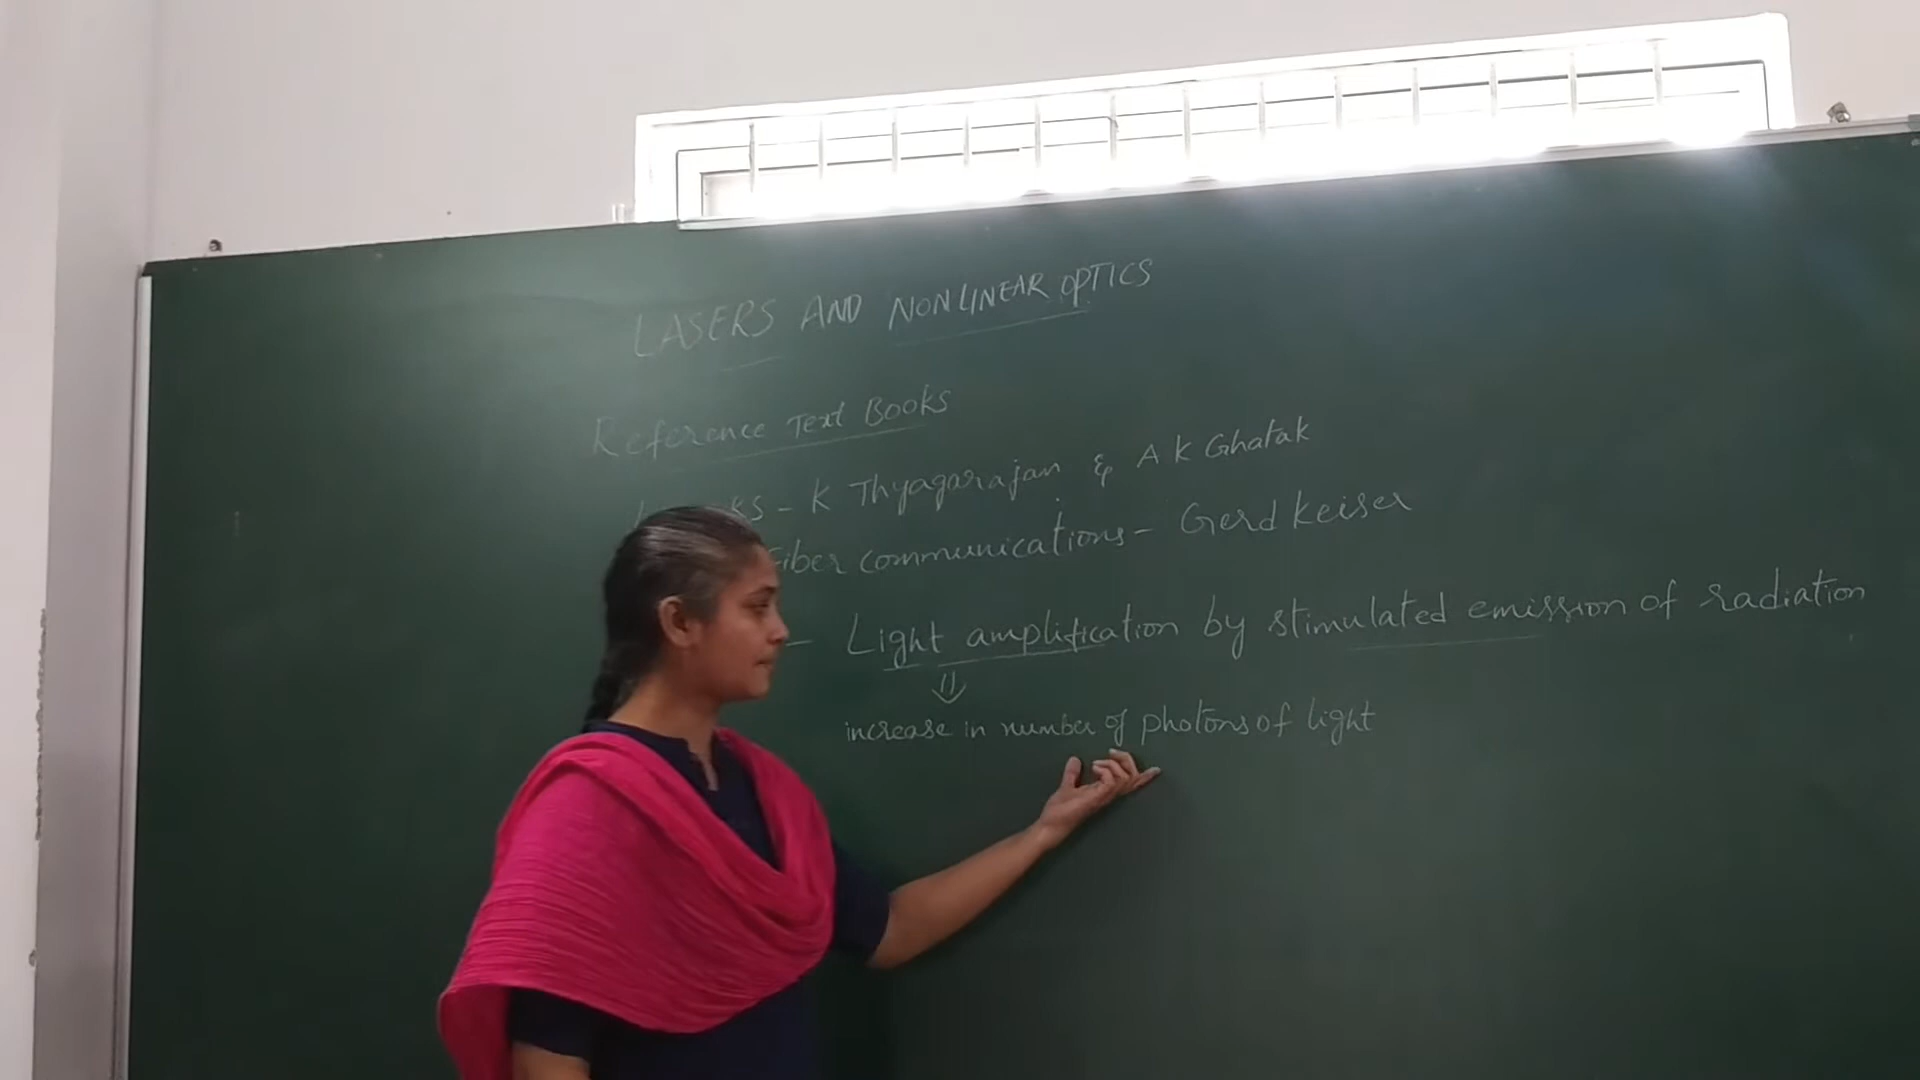 LASERS AND NONLINEAR OPTICS
Reference Text Books
- K Thyagarajan & A K Ghatak
Fiber communications - Gerd Keiser
- Light amplification by stimulated emission of radiation
⇓
increase in number of photons of light